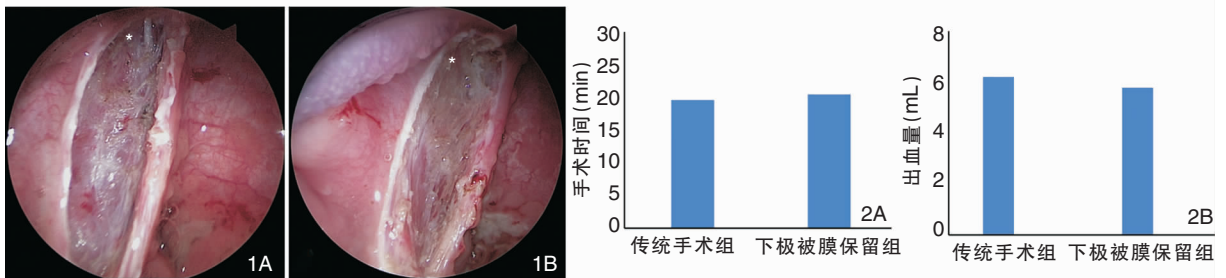 *
1A
*
1B
手术时间(min)
30
25
20
15
10
5
0
传统手术组
下极被膜保留组
2A
出血量(mL)
8
6
4
2
0
传统手术组
下极被膜保留组
2B